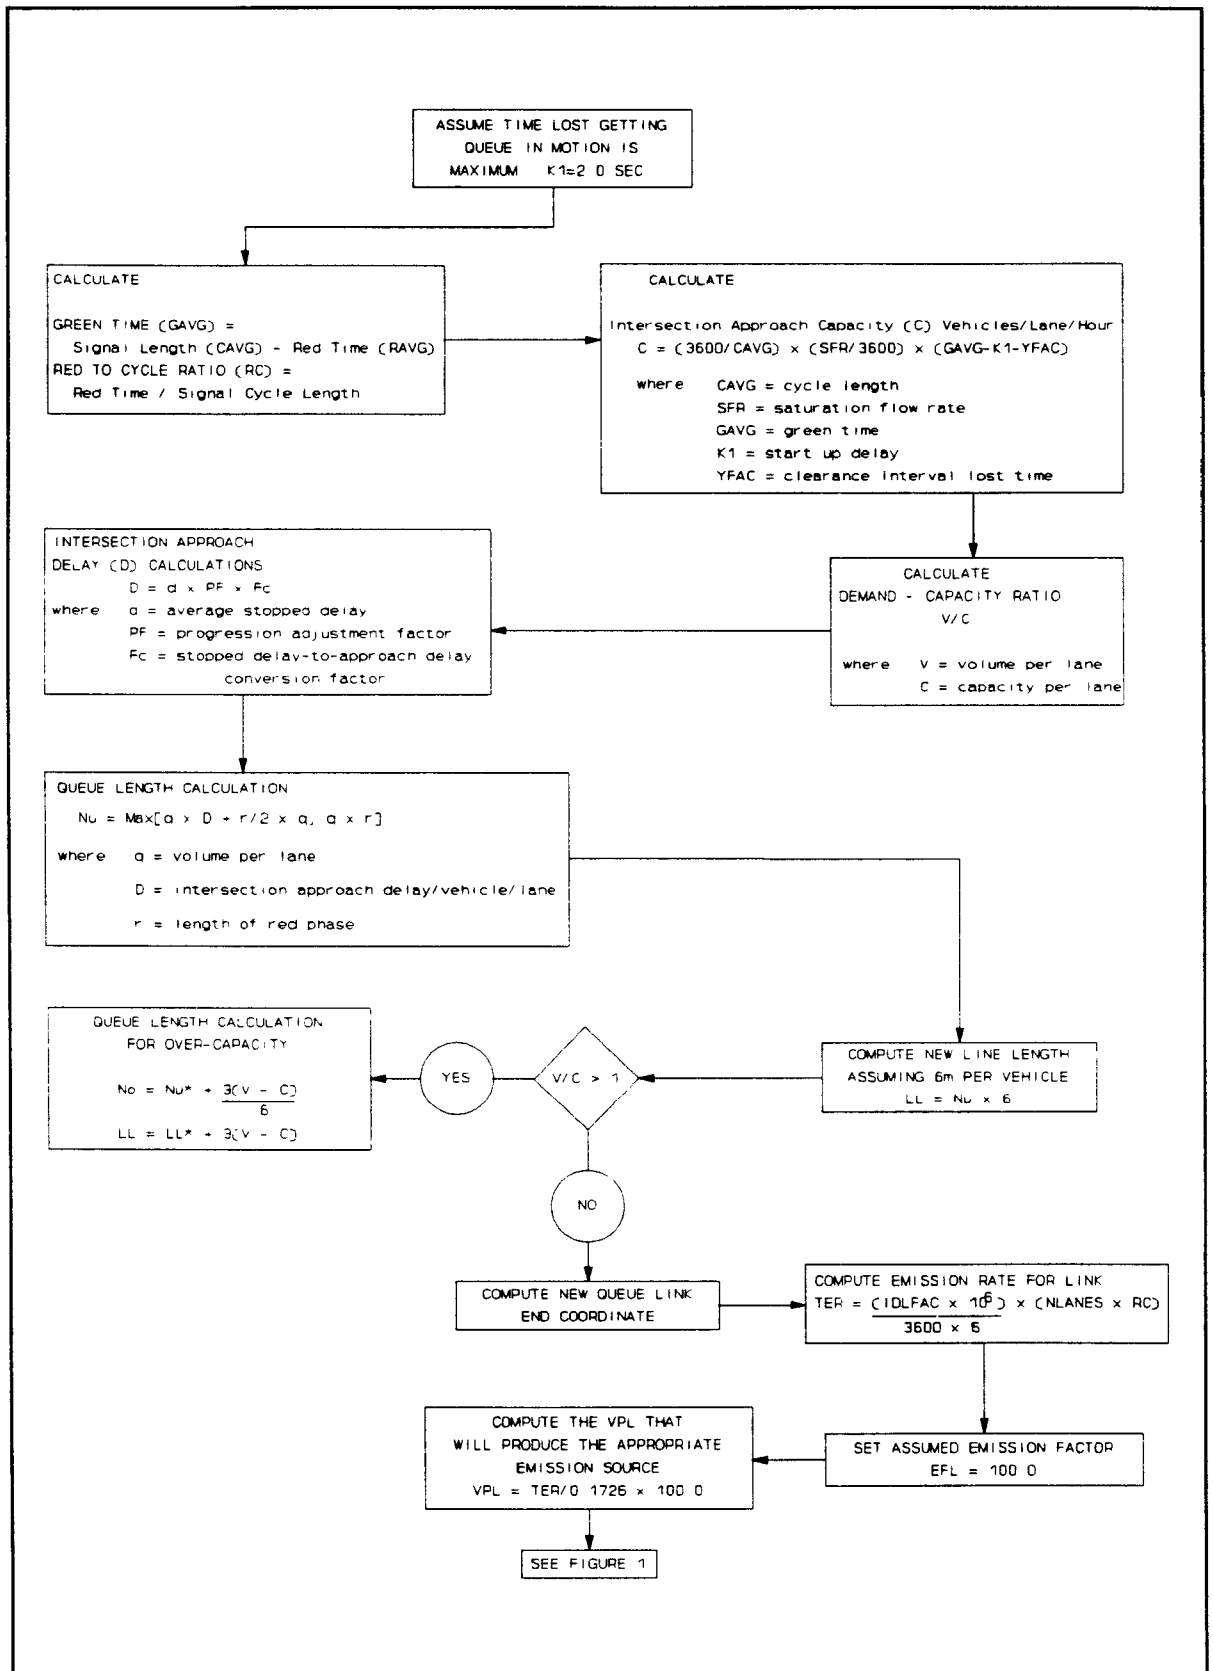 ASSUME TIME LOST GETTING
QUEUE IN MOTION IS
MAXIMUM K1=2 0 SEC
CALCULATE
GREEN TIME (GAVG) =
Signal Length (CAVG) - Red Time (RAVG)
RED TO CYCLE RATIO (RC) =
Red Time / Signal Cycle Length
CALCULATE
Intersection Approach Capacity (C) Vehicles/Lane/Hour
C = (3600/CAVG) x (SFR/3600) x (GAVG-K1-YFAC)
where CAVG = cycle length
SFR = saturation flow rate
GAVG = green time
K1 = start up delay
YFAC = clearance interval lost time
CALCULATE
DEMAND - CAPACITY RATIO
V/C
where V = volume per lane
C = capacity per lane
INTERSECTION APPROACH
DELAY (D) CALCULATIONS
D = d x PF x Fc
where d = average stopped delay
PF = progression adjustment factor
Fc = stopped delay-to-approach delay
conversion factor
QUEUE LENGTH CALCULATION
Nu = Max[q x D + r/2 x q, q x r]
where q = volume per lane
D = intersection approach delay/vehicle/lane
r = length of red phase
COMPUTE NEW LINE LENGTH
ASSUMING 6m PER VEHICLE
LL = Nu x 6
V/C > 1
YES
QUEUE LENGTH CALCULATION
FOR OVER-CAPACITY
No = Nu* + 3(V - C)
6
LL = LL* + 3(V - C)
NO
COMPUTE NEW QUEUE LINK
END COORDINATE
COMPUTE EMISSION RATE FOR LINK
TER = (IDLFAC x 10^6) x (NLANES x RC)
3600 x 6
SET ASSUMED EMISSION FACTOR
EFL = 100 0
COMPUTE THE VPL THAT
WILL PRODUCE THE APPROPRIATE
EMISSION SOURCE
VPL = TER/0 1726 x 100 0
SEE FIGURE 1